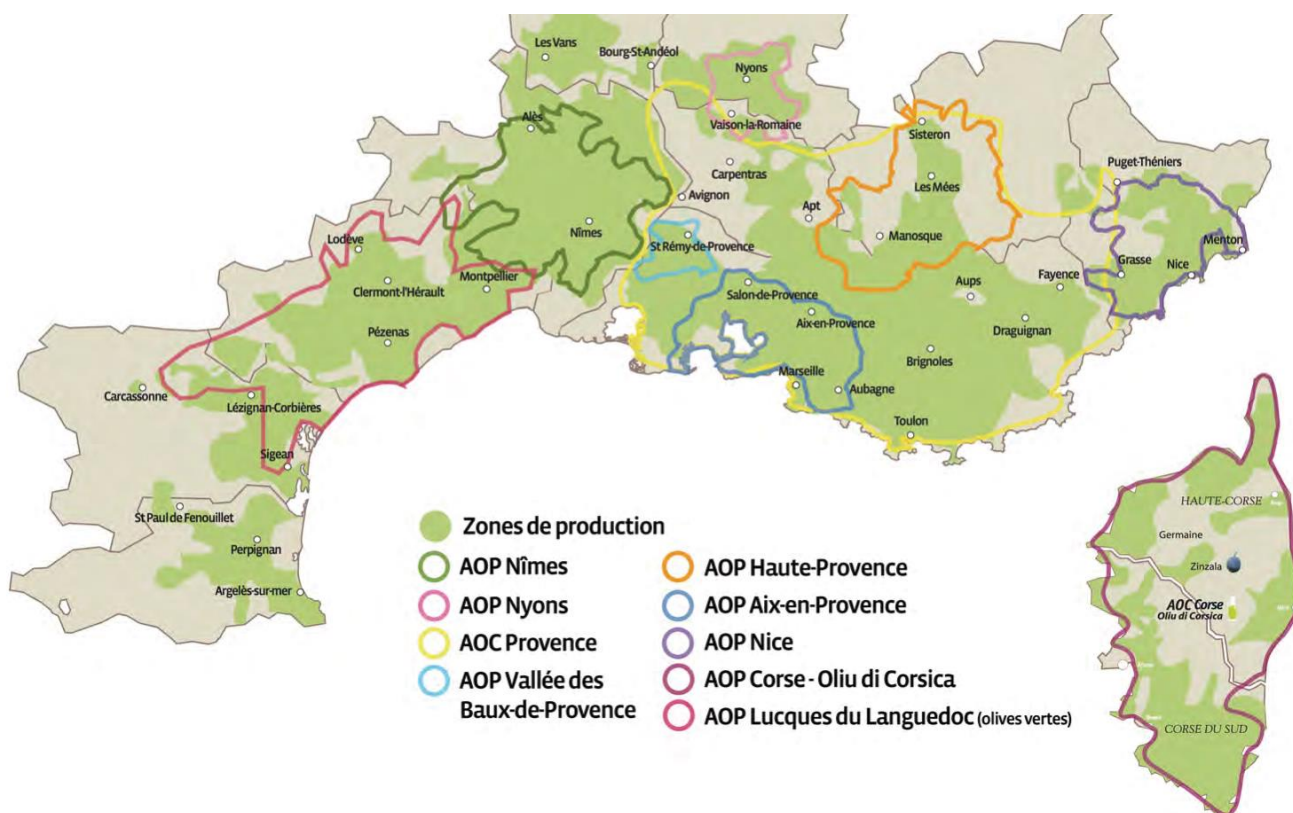 Les Vans
Bourg-St-Andéol
Nyons
Alès
Vaison-la-Romaine
Sisteron
Puget-Théniers
Carpentras
Les Mées
Avignon
Apt
Nîmes
Manosque
Menton
Lodève
St Rémy-de-Provence
Grasse
Nice
Clermont-l'Hérault
Montpellier
Salon-de-Provence
Aups
Fayence
Aix-en-Provence
Draguignan
Pézenas
Brignoles
Carcassonne
Marseille
Aubagne
Lézignan-Corbières
Toulon
Sigean
St Paul de Fenouillet
Perpignan
Argelès-sur-mer
Zones de production
AOP Nîmes
AOP Nyons
AOC Provence
AOP Vallée des
Baux-de-Provence
AOP Haute-Provence
AOP Aix-en-Provence
AOP Nice
AOP Corse - Oliu di Corsica
AOP Lucques du Languedoc (olives vertes)
HAUTE-CORSE
Germaine
Zinzala
AOC Corse
Oliu di Corsica
CORSE DU SUD